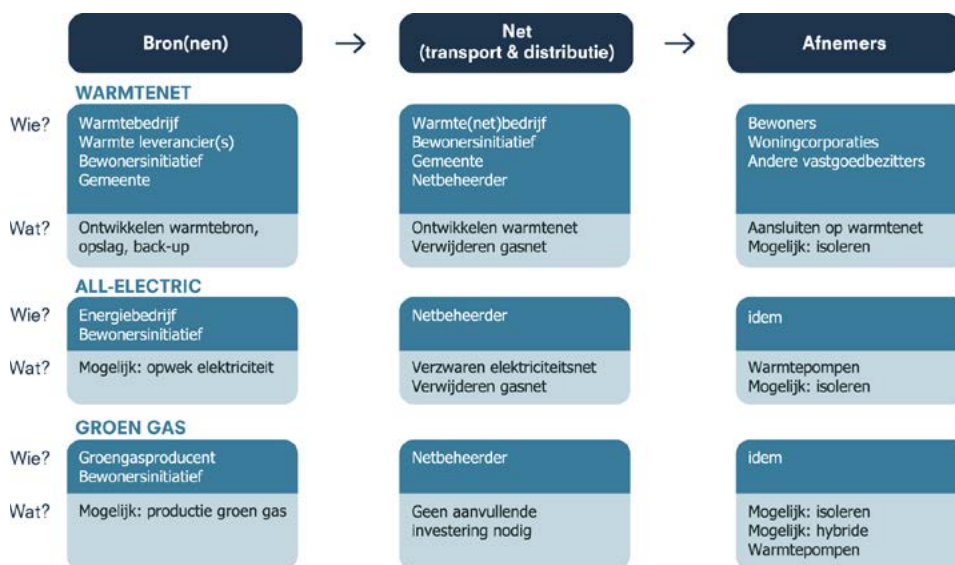 Bron(nen)
→
Net
(transport & distributie)
→
Afnemers
WARMTENET
Wie?
Warmtebedrijf
Warmte leverancier(s)
Bewonersinitiatief
Gemeente
Warmte(net)bedrijf
Bewonersinitiatief
Gemeente
Netbeheerder
Bewoners
Woningcorporaties
Andere vastgoedbezitters
Wat?
Ontwikkelen warmtebron,
opslag, back-up
Ontwikkelen warmtenet
Verwijderen gasnet
Aansluiten op warmtenet
Mogelijk: isoleren
ALL-ELECTRIC
Wie?
Energiebedrijf
Bewonersinitiatief
Netbeheerder
idem
Wat?
Mogelijk: opwek elektriciteit
Verzwaren elektriciteitsnet
Verwijderen gasnet
Warmtepompen
Mogelijk: isoleren
GROEN GAS
Wie?
Groengasproducent
Bewonersinitiatief
Netbeheerder
idem
Wat?
Mogelijk: productie groen gas
Geen aanvullende
investering nodig
Mogelijk: isoleren
Mogelijk: hybride
Warmtepompen